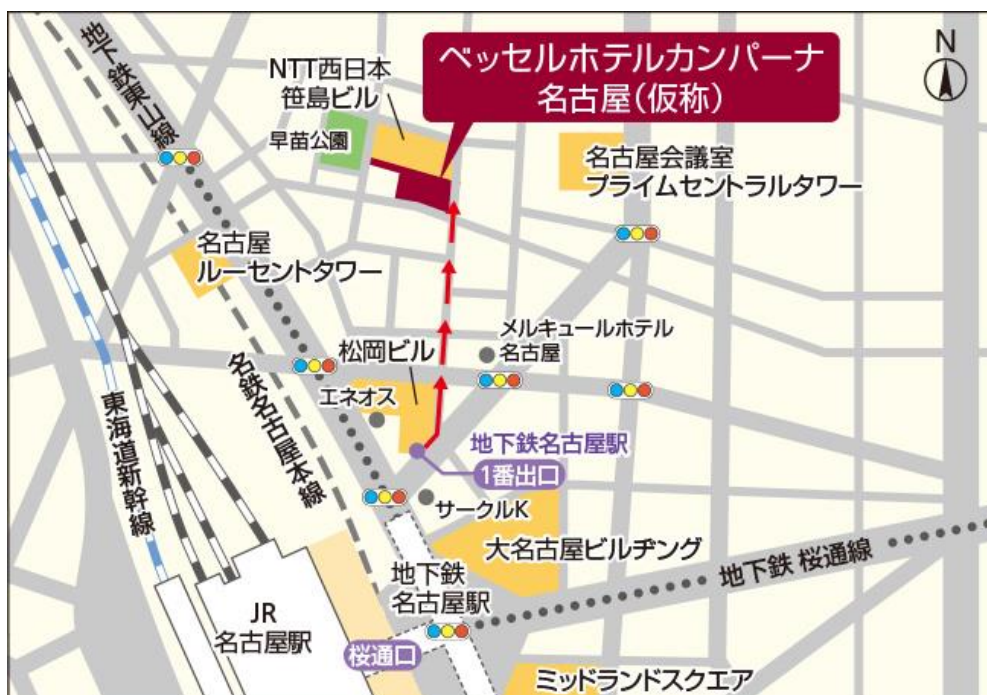 地下鉄東山線
NTT西日本
笹島ビル
早苗公園
ベッセルホテルカンパーナ
名古屋(仮称)
N
名古屋会議室
プライムセントラルタワー
名古屋
ルーセントタワー
松岡ビル
メルキュールホテル
名古屋
エネオス
東海道新幹線
名鉄名古屋本線
地下鉄名古屋駅
1番出口
サークルK
大名古屋ビルヂング
地下鉄 桜通線
地下鉄
名古屋駅
JR
名古屋駅
桜通口
ミッドランドスクエア